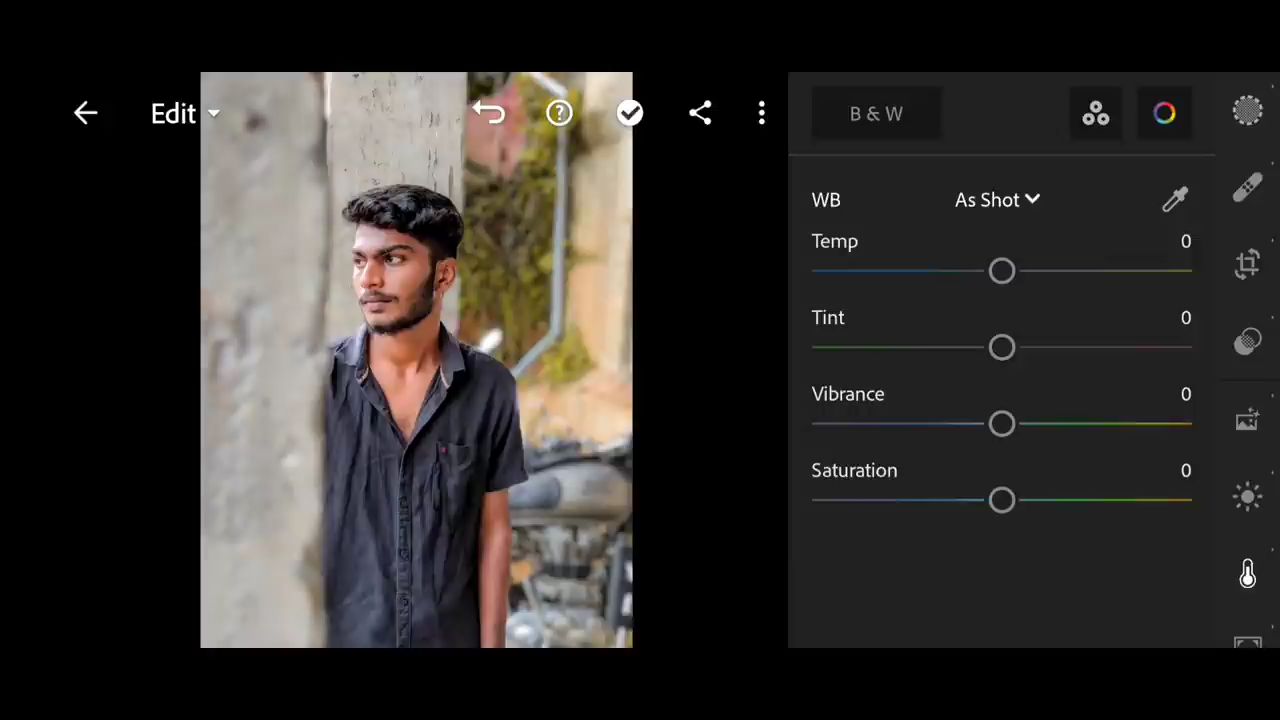 Edit
B & W
WB As Shot
Temp 0
Tint 0
Vibrance 0
Saturation 0